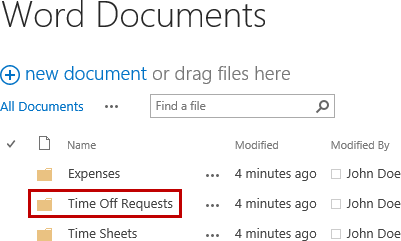 Word Documents
new document or drag files here
All Documents ••• Find a file
Name Modified Modified By
Expenses ••• 4 minutes ago John Doe
Time Off Requests ••• 4 minutes ago John Doe
Time Sheets ••• 4 minutes ago John Doe